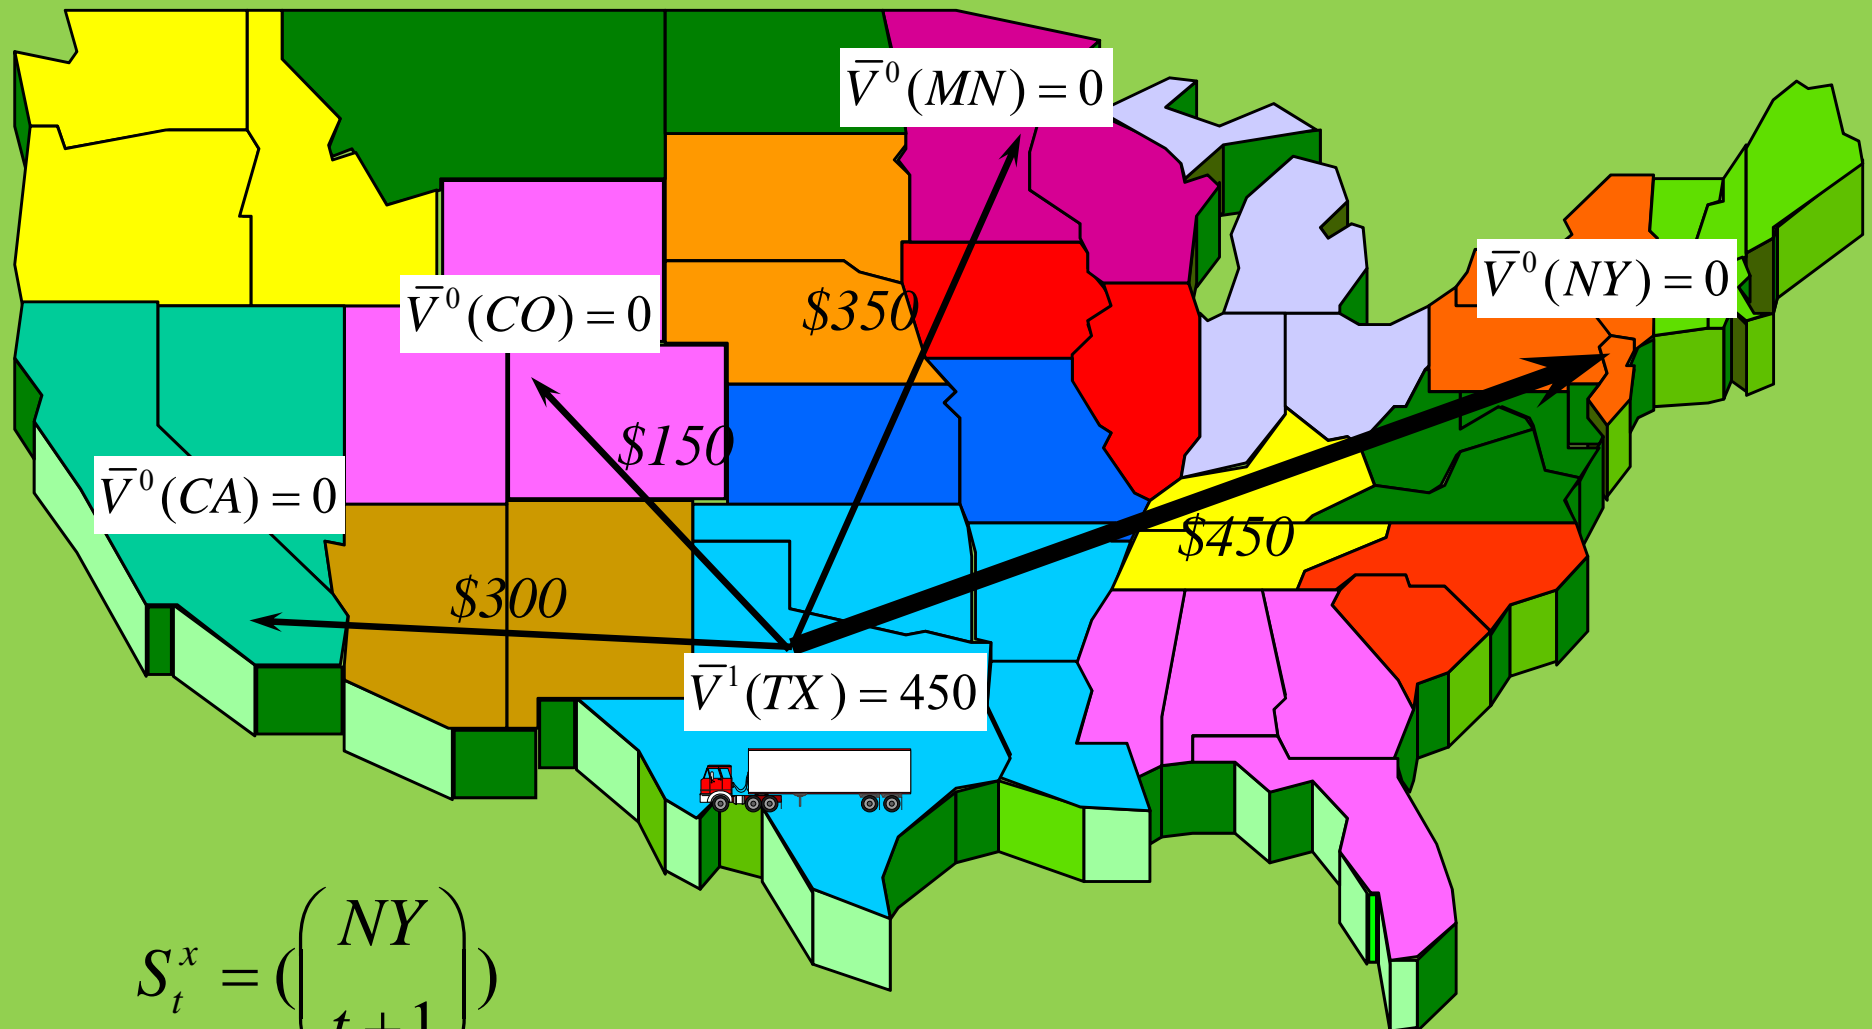 V̄⁰(MN) = 0
V̄⁰(NY) = 0
V̄⁰(CO) = 0
$350
$150
V̄⁰(CA) = 0
$450
$300
V̄¹(TX) = 450
NY
Sₜˣ = ( )
t + 1